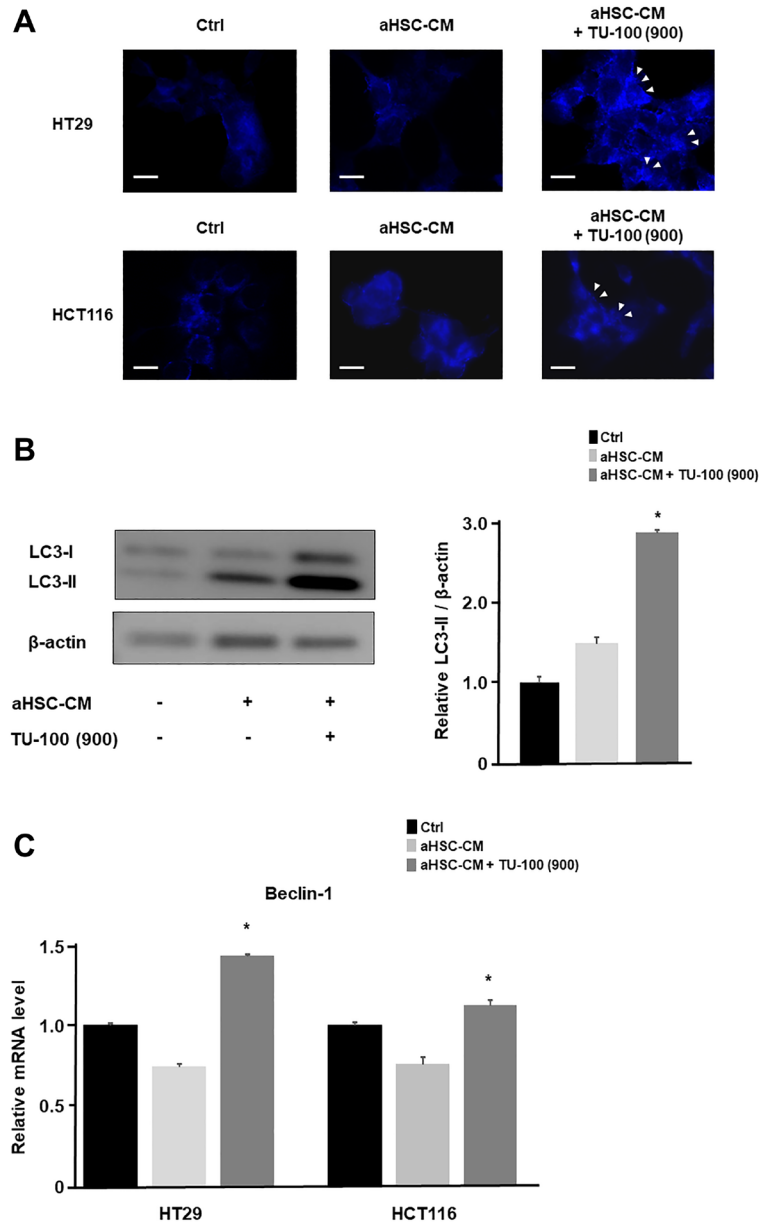 A
Ctrl
aHSC-CM
aHSC-CM
+ TU-100 (900)
HT29
Ctrl
aHSC-CM
aHSC-CM
+ TU-100 (900)
HCT116
B
Ctrl
aHSC-CM
aHSC-CM + TU-100 (900)
LC3-I
LC3-II
β-actin
aHSC-CM - + +
TU-100 (900) - - +
Relative LC3-II / β-actin
3.0
2.0
1.0
0
*
C
Ctrl
aHSC-CM
aHSC-CM + TU-100 (900)
Beclin-1
Relative mRNA level
1.5
1.0
0.5
0
*
*
HT29
HCT116